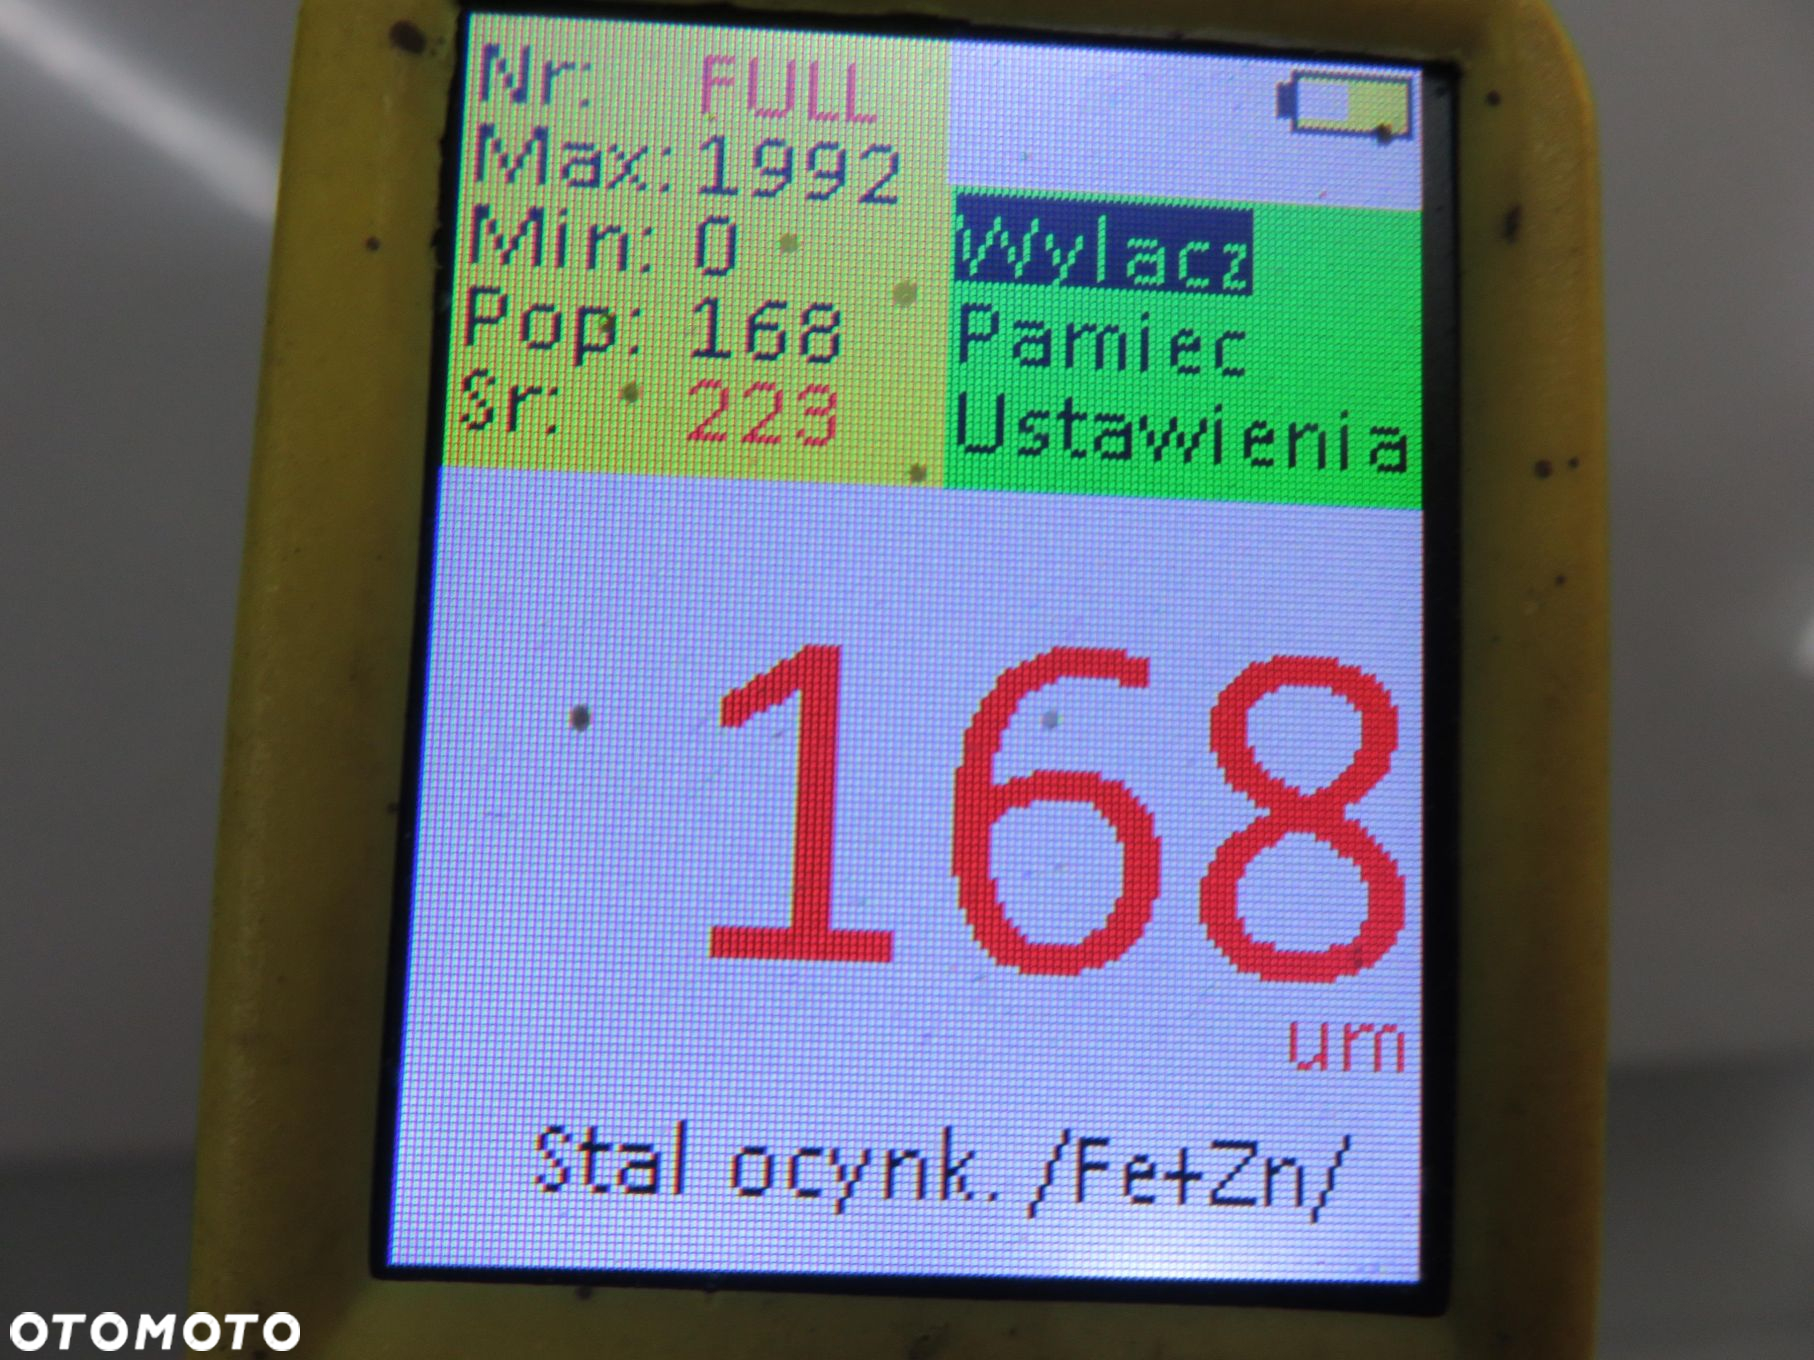 Nr: FULL
Max: 1992
Min: 0
Pop: 168
Sr: 223
Wylacz
Pamiec
Ustawienia
168
um
Stal ocynk. /Fe+Zn/
OTOMOTO